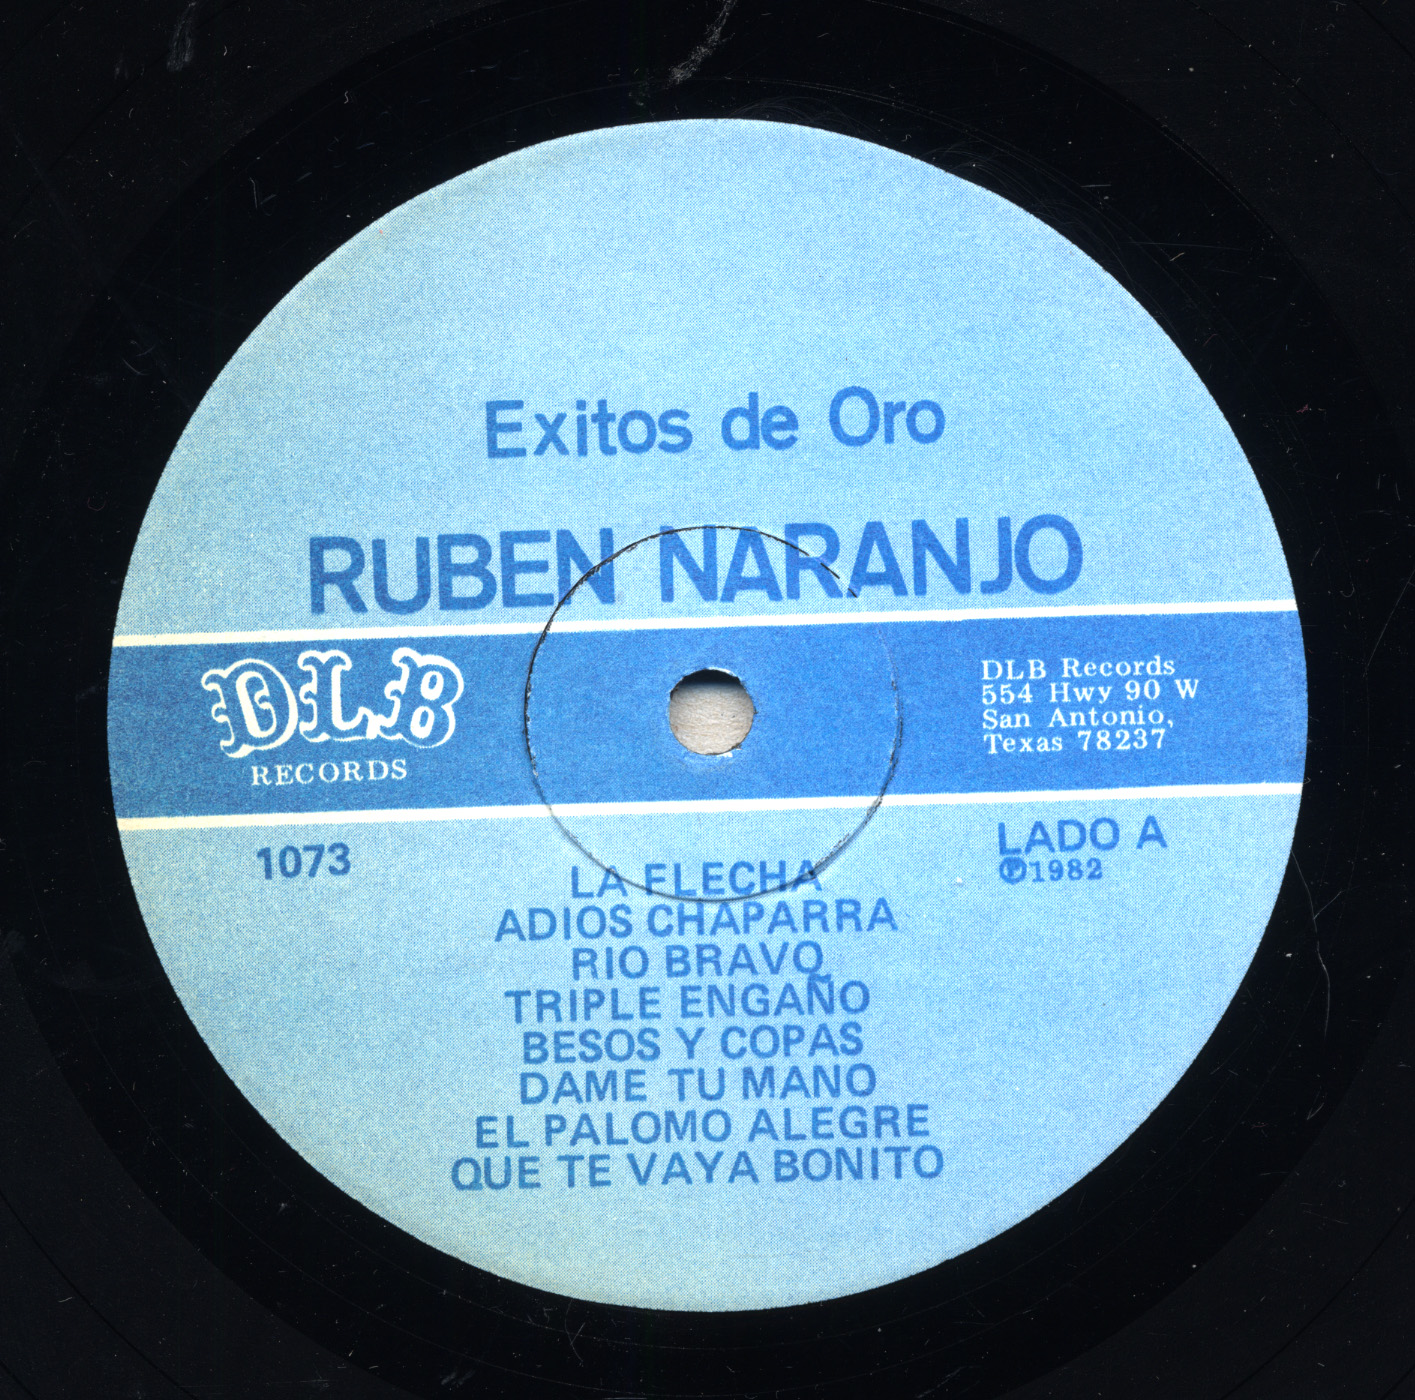 Exitos de Oro
RUBEN NARANJO
DLB
RECORDS
DLB Records
554 Hwy 90 W
San Antonio,
Texas 78237
1073
LADO A
Ⓟ1982
LA FLECHA
ADIOS CHAPARRA
RIO BRAVO
TRIPLE ENGAÑO
BESOS Y COPAS
DAME TU MANO
EL PALOMO ALEGRE
QUE TE VAYA BONITO